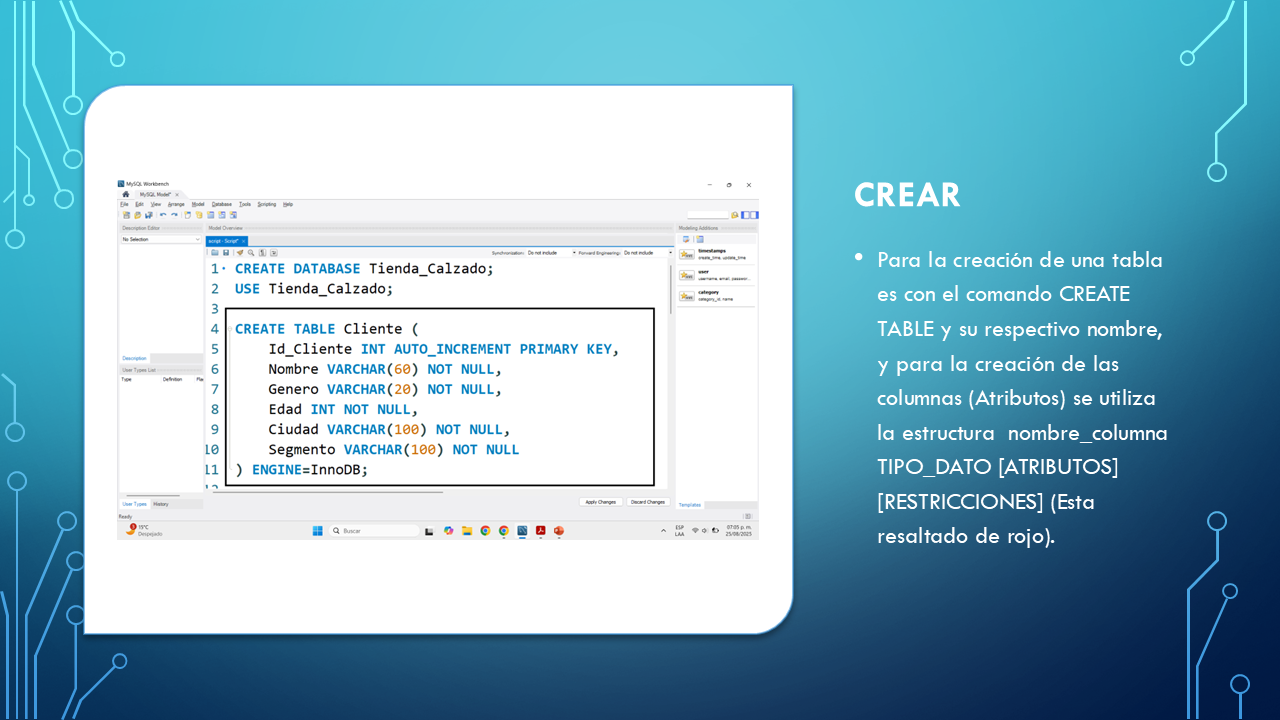 MySQL Workbench
MySQL Model* ×
File Edit View Arrange Model Database Tools Scripting Help
Description Editor
Model Overview
Modeling Additions
No Selection
script - Script* ×
Synchronization: Do not include
Forward Engineering: Do not include
timestamps
create_time, update_time
user
username, email, passwor...
category
category_id, name
1 CREATE DATABASE Tienda_Calzado;
2 USE Tienda_Calzado;
3
4 CREATE TABLE Cliente (
5 Id_Cliente INT AUTO_INCREMENT PRIMARY KEY,
6 Nombre VARCHAR(60) NOT NULL,
7 Genero VARCHAR(20) NOT NULL,
8 Edad INT NOT NULL,
9 Ciudad VARCHAR(100) NOT NULL,
10 Segmento VARCHAR(100) NOT NULL
11 ) ENGINE=InnoDB;
Description
User Types List
Type Definition Fla
User Types History
Apply Changes Discard Changes
Templates
Ready
15°C
Despejado
Buscar
ESP
LAA
07:05 p. m.
25/08/2025
CREAR
• Para la creación de una tabla
es con el comando CREATE
TABLE y su respectivo nombre,
y para la creación de las
columnas (Atributos) se utiliza
la estructura nombre_columna
TIPO_DATO [ATRIBUTOS]
[RESTRICCIONES] (Esta
resaltado de rojo).